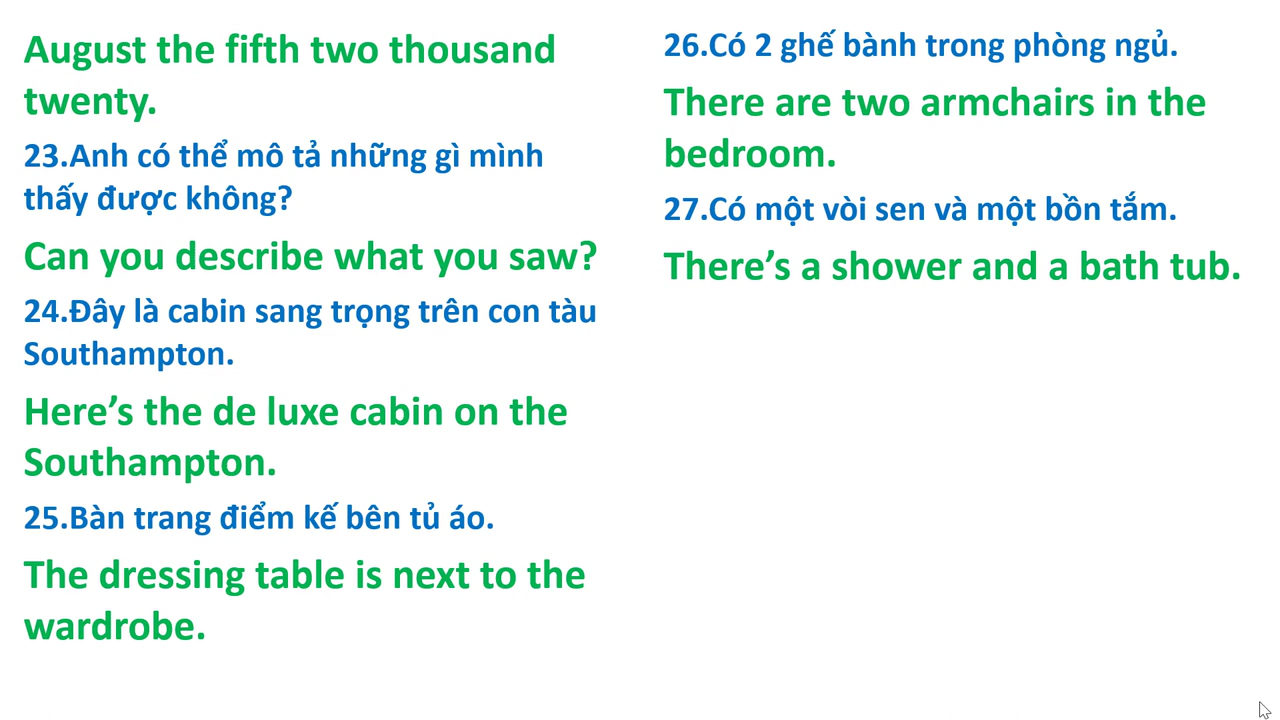 August the fifth two thousand
twenty.
23.Anh có thể mô tả những gì mình
thấy được không?
Can you describe what you saw?
24.Đây là cabin sang trọng trên con tàu
Southampton.
Here’s the de luxe cabin on the
Southampton.
25.Bàn trang điểm kế bên tủ áo.
The dressing table is next to the
wardrobe.
26.Có 2 ghế bành trong phòng ngủ.
There are two armchairs in the
bedroom.
27.Có một vòi sen và một bồn tắm.
There’s a shower and a bath tub.